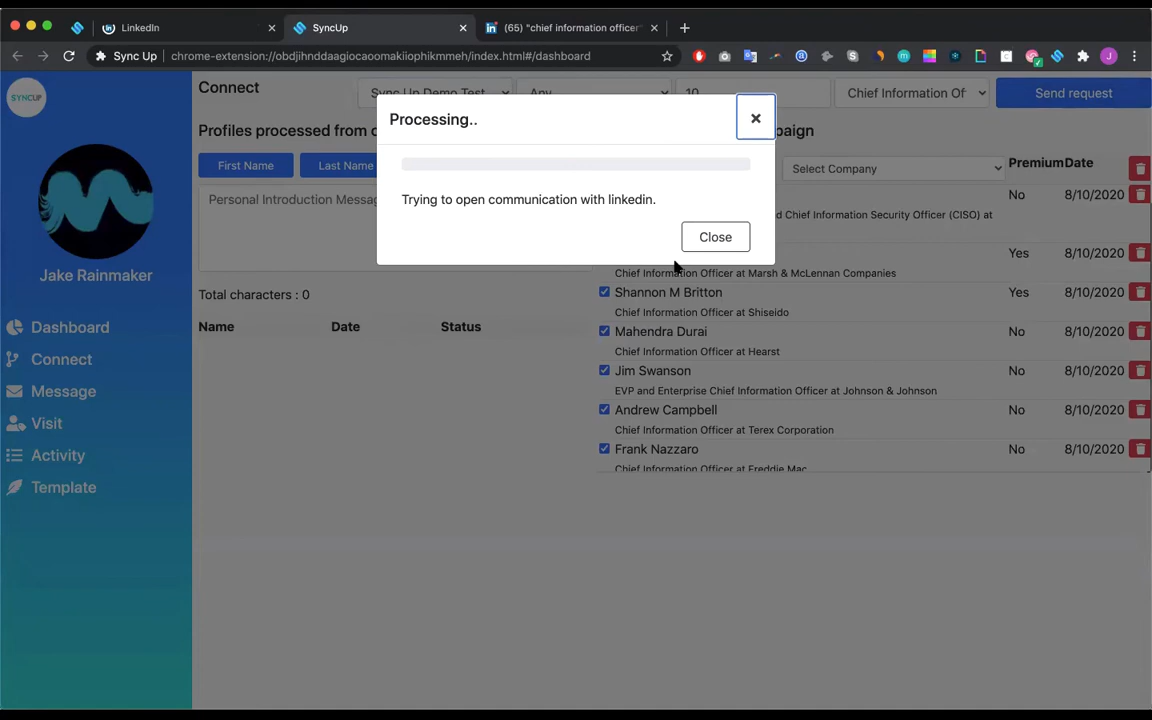 LinkedIn
SyncUp
(65) "chief information officer"
Sync Up
chrome-extension://obdjihnddaagiocaoomakiiophikmmeh/index.html#/dashboard
J
SYNCUP
Connect
Sync Up Demo Test
Any
10
Chief Information Of
Send request
Processing..
Profiles processed from
First Name
Last Name
Select Company
Premium
Date
Personal Introduction
Trying to open communication with linkedin.
No
8/10/2020
Chief Information Security Officer (CISO) at
Close
Yes
8/10/2020
Chief Information Officer at Marsh & McLennan Companies
Jake Rainmaker
Total characters : 0
Shannon M Britton
Yes
8/10/2020
Chief Information Officer at Shiseido
Name
Date
Status
Mahendra Durai
No
8/10/2020
Chief Information Officer at Hearst
Jim Swanson
No
8/10/2020
EVP and Enterprise Chief Information Officer at Johnson & Johnson
Andrew Campbell
No
8/10/2020
Chief Information Officer at Terex Corporation
Frank Nazzaro
No
8/10/2020
Chief Information Officer at Freddie Mac
Dashboard
Connect
Message
Visit
Activity
Template